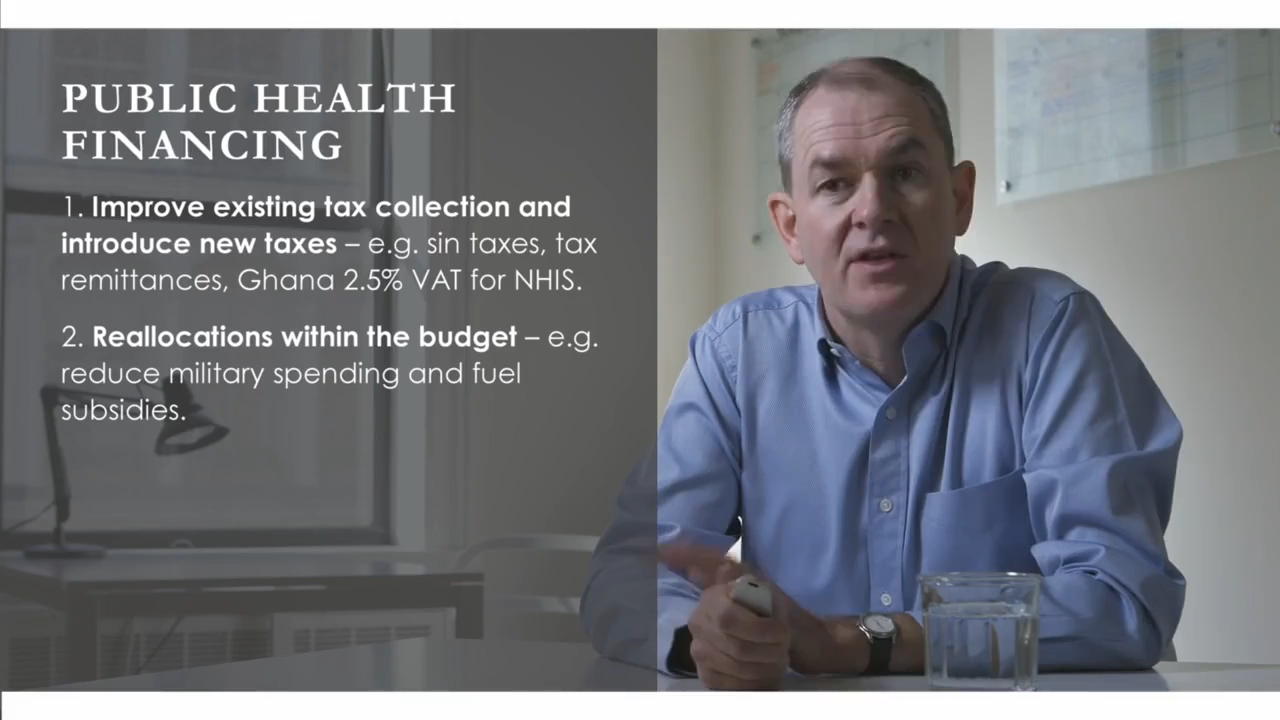 PUBLIC HEALTH
FINANCING
1. Improve existing tax collection and
introduce new taxes – e.g. sin taxes, tax
remittances, Ghana 2.5% VAT for NHIS.
2. Reallocations within the budget – e.g.
reduce military spending and fuel
subsidies.